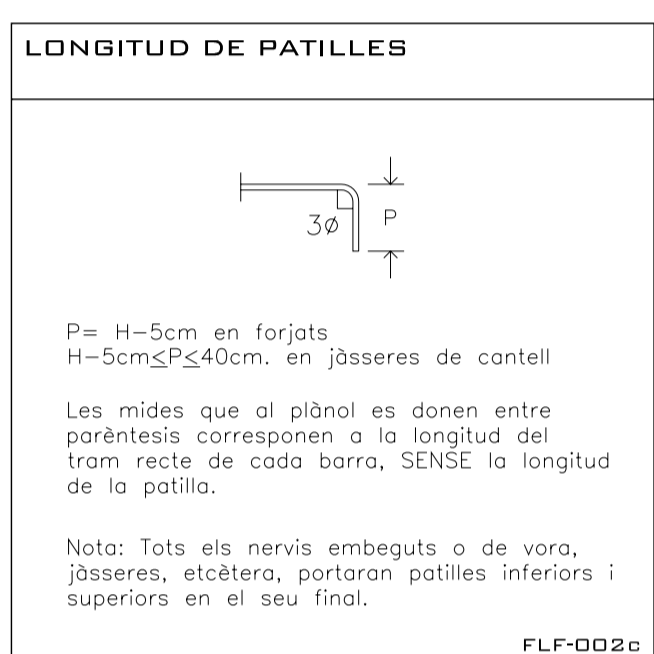 LONGITUD DE PATILLES
3ø
P
P= H-5cm en forjats
H-5cm≤P≤40cm. en jàsseres de cantell
Les mides que al plànol es donen entre
parèntesis corresponen a la longitud del
tram recte de cada barra, SENSE la longitud
de la patilla.
Nota: Tots els nervis embeguts o de vora,
jàsseres, etcètera, portaran patilles inferiors i
superiors en el seu final.
FLF-002c